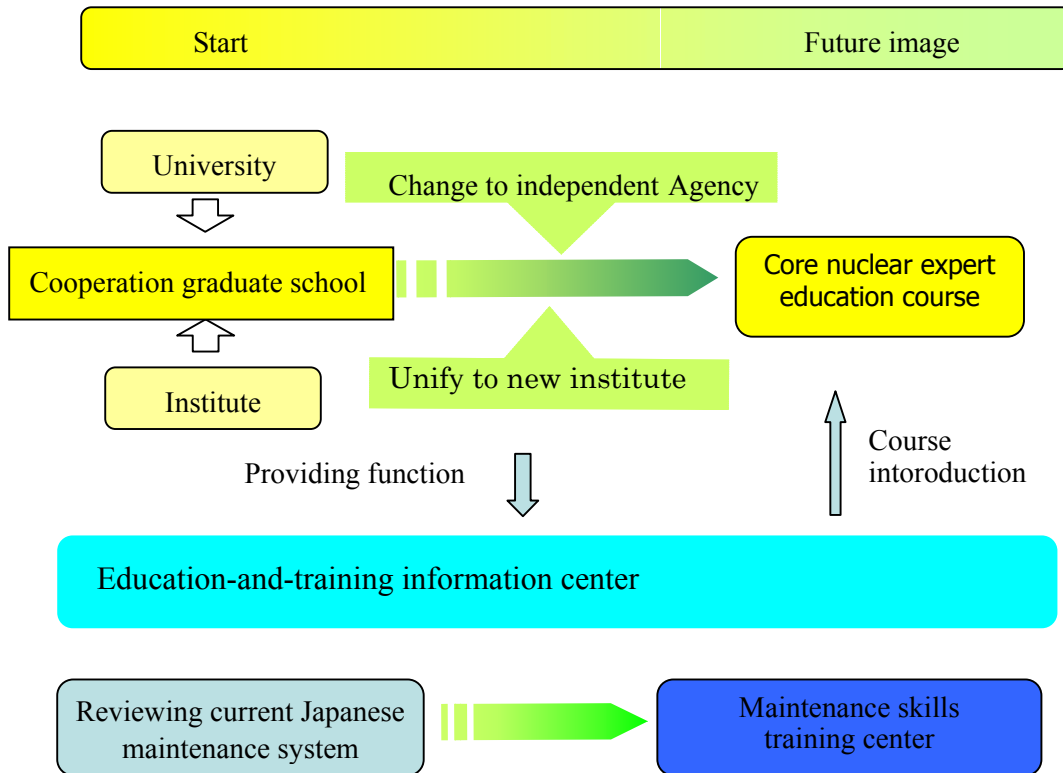 Start
Future image
University
Change to independent Agency
Cooperation graduate school
Core nuclear expert
education course
Unify to new institute
Institute
Providing function
Course
intoroduction
Education-and-training information center
Reviewing current Japanese
maintenance system
Maintenance skills
training center